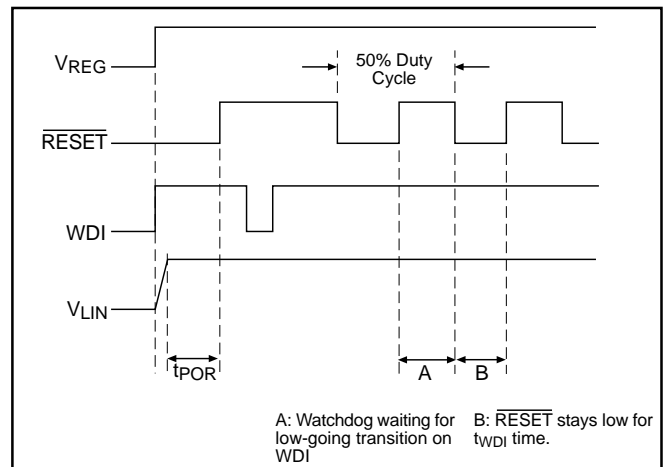 VREG
50% Duty
Cycle
RESET
WDI
VLIN
tPOR
A
B
A: Watchdog waiting for
low-going transition on
WDI
B: RESET stays low for
tWDI time.